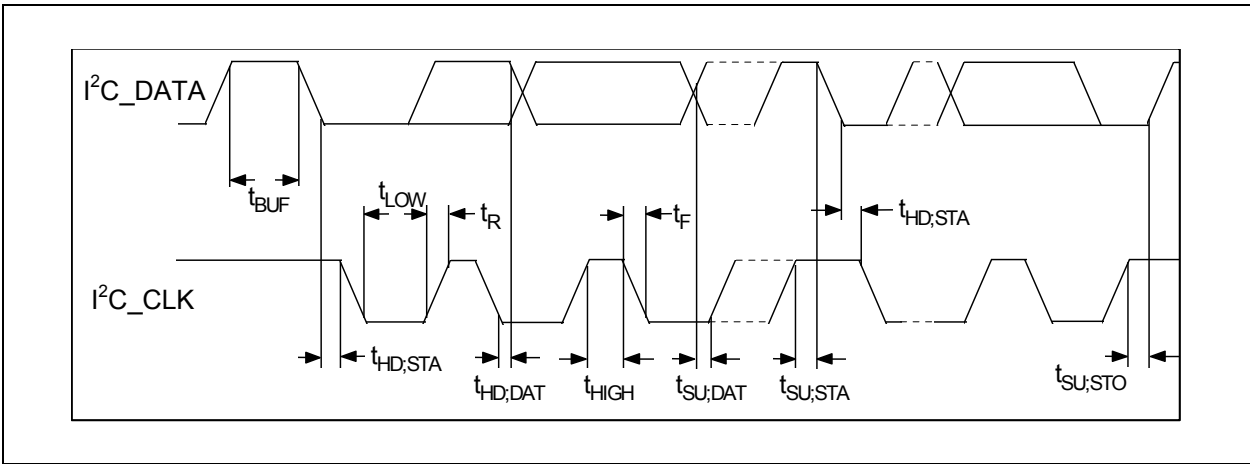 I²C_DATA
tBUF
tLOW
tR
tF
tHD;STA
I²C_CLK
tHD;STA
tHD;DAT
tHIGH
tSU;DAT
tSU;STA
tSU;STO